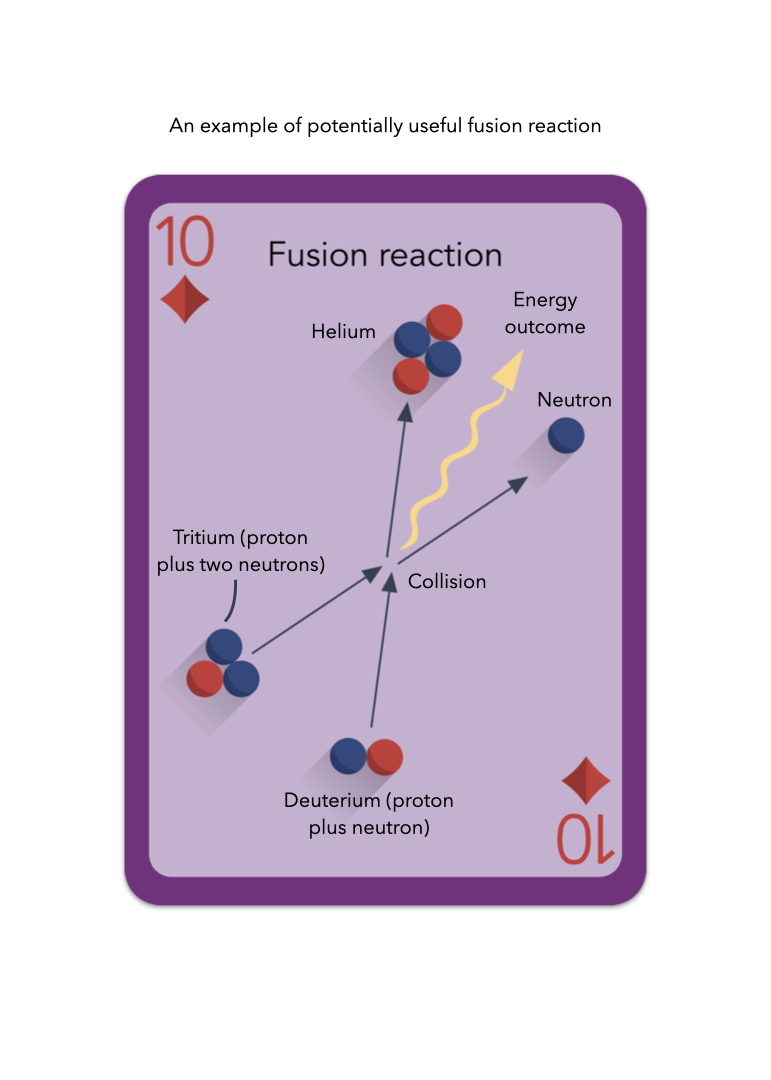 An example of potentially useful fusion reaction
10
Fusion reaction
Energy
outcome
Helium
Neutron
Tritium (proton
plus two neutrons)
Collision
Deuterium (proton
plus neutron)
10